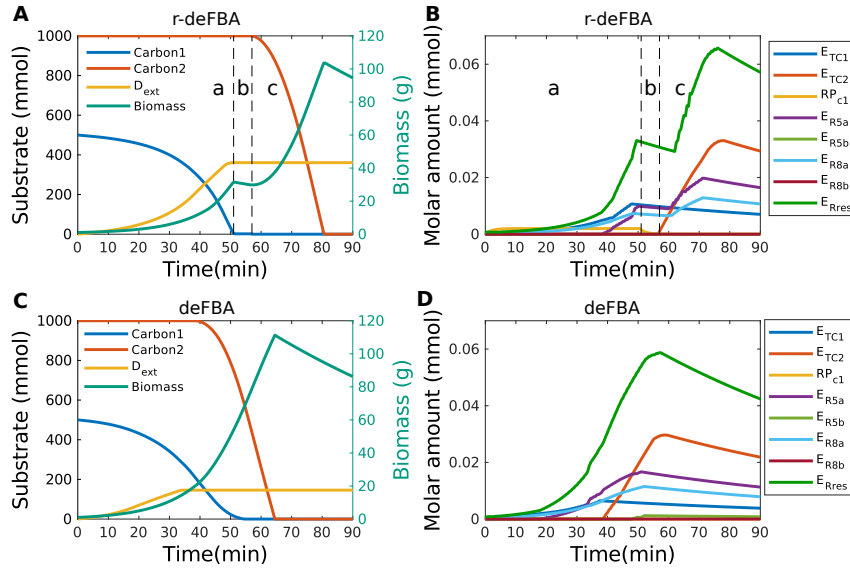 A
r-deFBA
1000
800
600
400
200
0
Substrate (mmol)
Carbon1
Carbon2
D_ext
Biomass
a
b
c
120
100
80
60
40
20
0
Biomass (g)
0 10 20 30 40 50 60 70 80 90
Time(min)
B
r-deFBA
0.06
0.04
0.02
0
Molar amount (mmol)
a
b
c
0 10 20 30 40 50 60 70 80 90
Time(min)
E_TC1
E_TC2
RP_c1
E_R5a
E_R5b
E_R8a
E_R8b
E_Rres
C
deFBA
1000
800
600
400
200
0
Substrate (mmol)
Carbon1
Carbon2
D_ext
Biomass
120
100
80
60
40
20
0
Biomass (g)
0 10 20 30 40 50 60 70 80 90
Time(min)
D
deFBA
0.06
0.04
0.02
0
Molar amount (mmol)
0 10 20 30 40 50 60 70 80 90
Time(min)
E_TC1
E_TC2
RP_c1
E_R5a
E_R5b
E_R8a
E_R8b
E_Rres